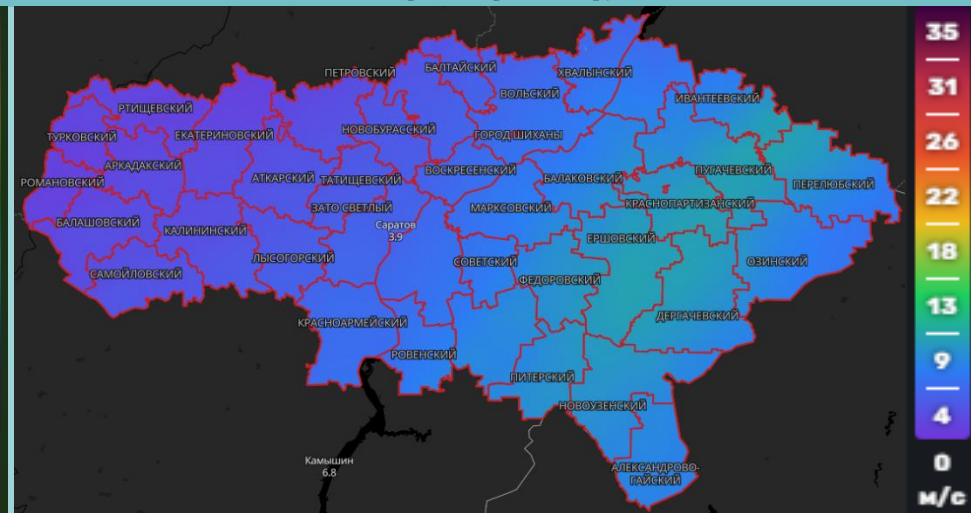 35
БАЛТАЙСКИЙ
ПЕТРОВСКИЙ
ХВАЛЫНСКИЙ
31
ВОЛЬСКИЙ
ИВАНТЕЕВСКИЙ
РТИЩЕВСКИЙ
ТУРКОВСКИЙ
ЕКАТЕРИНОВСКИЙ
НОВОБУРАССКИЙ
ГОРОД ШИХАНЫ
26
АРКАДАКСКИЙ
ВОСКРЕСЕНСКИЙ
ПУГАЧЕВСКИЙ
РОМАНОВСКИЙ
АТКАРСКИЙ
ТАТИЩЕВСКИЙ
БАЛАКОВСКИЙ
ПЕРЕЛЮБСКИЙ
22
ЗАТО СВЕТЛЫЙ
МАРКСОВСКИЙ
КРАСНОПАРТИЗАНСКИЙ
БАЛАШОВСКИЙ
КАЛИНИНСКИЙ
Саратов
3.9
ЕРШОВСКИЙ
18
ЛЫСОГОРСКИЙ
СОВЕТСКИЙ
ОЗИНСКИЙ
САМОЙЛОВСКИЙ
ФЕДОРОВСКИЙ
13
КРАСНОАРМЕЙСКИЙ
ДЕРГАЧЕВСКИЙ
РОВЕНСКИЙ
9
ПИТЕРСКИЙ
НОВОУЗЕНСКИЙ
4
Камышин
6.8
АЛЕКСАНДРОВО-
ГАЙСКИЙ
0
м/с